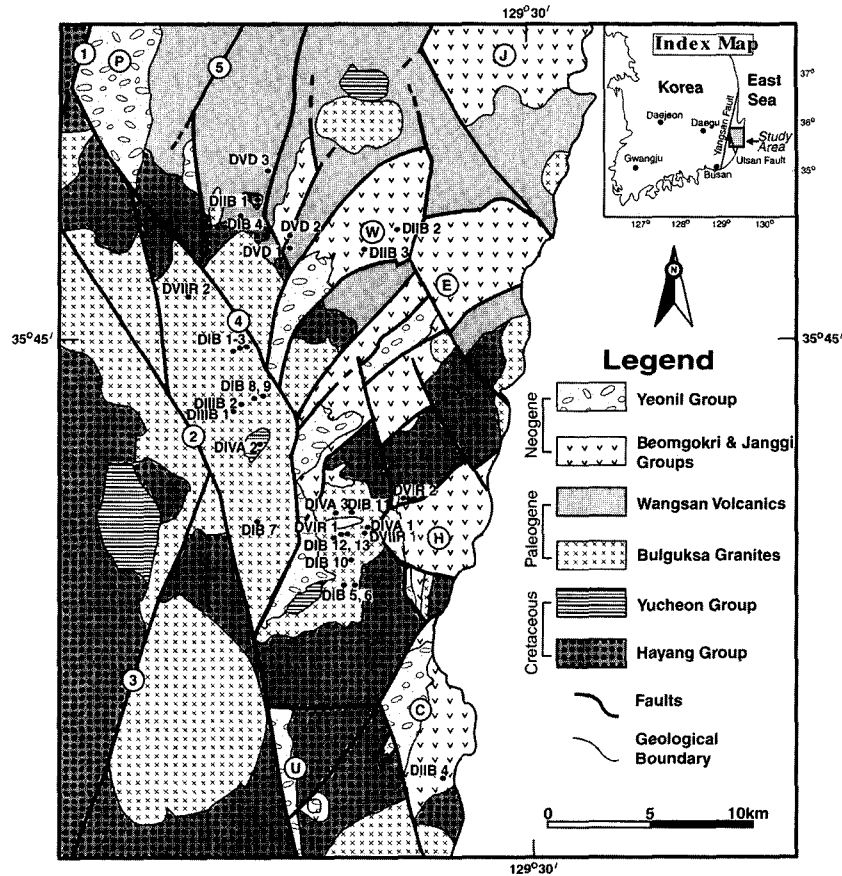 129°30'
1
P
5
J
Index Map
Korea
East
Sea
37°
36°
35°
Daejeon
Daegu
Yangsan Fault
Study
Area
Gwangju
Ulsan Fault
Busan
127°
128°
129°
130°
DVD 3
DIIB 1
DIB 4
DVD 2
W
DIIB 2
DVD 1
DIIB 3
N
E
DVIIR 2
4
35°45'
35°45'
DIB 1-3
Legend
DIB 8, 9
DIIIB 2
DIIIB 1
2
DIVA 2
Neogene
Yeonil Group
Beomgokri & Janggi
Groups
Paleogene
Wangsan Volcanics
Bulguksa Granites
Cretaceous
Yucheon Group
Hayang Group
DVIR 2
DIVA 3
DIB 11
DVIR 1
DIVA 1
DIB 7
DVIIR 1
DIB 12, 13
H
DIB 10
DIB 5, 6
3
C
Faults
Geological
Boundary
U
DIIB 4
0
5
10km
129°30'